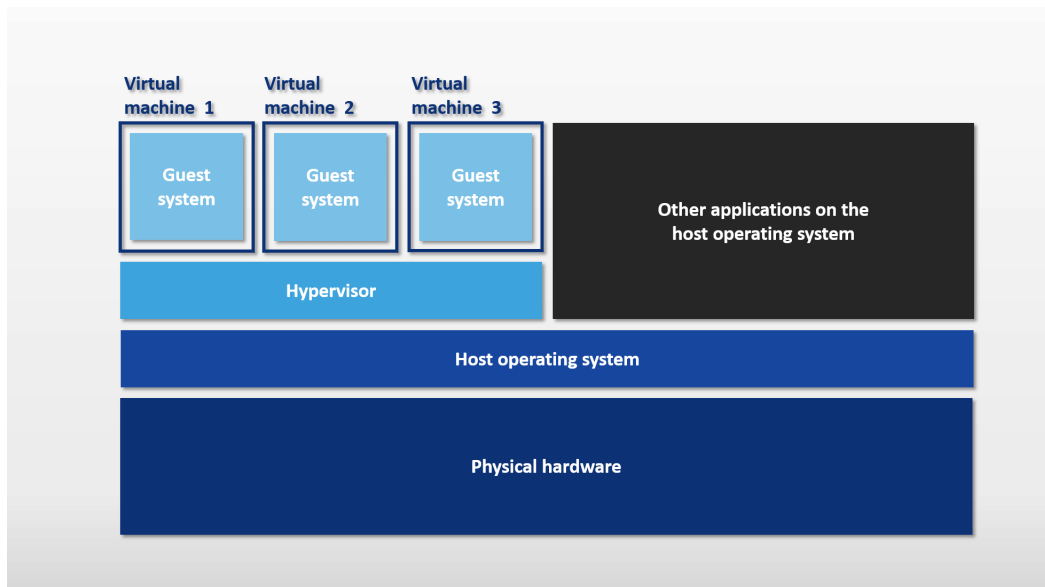 Virtual
machine 1
Virtual
machine 2
Virtual
machine 3
Guest
system
Guest
system
Guest
system
Other applications on the
host operating system
Hypervisor
Host operating system
Physical hardware